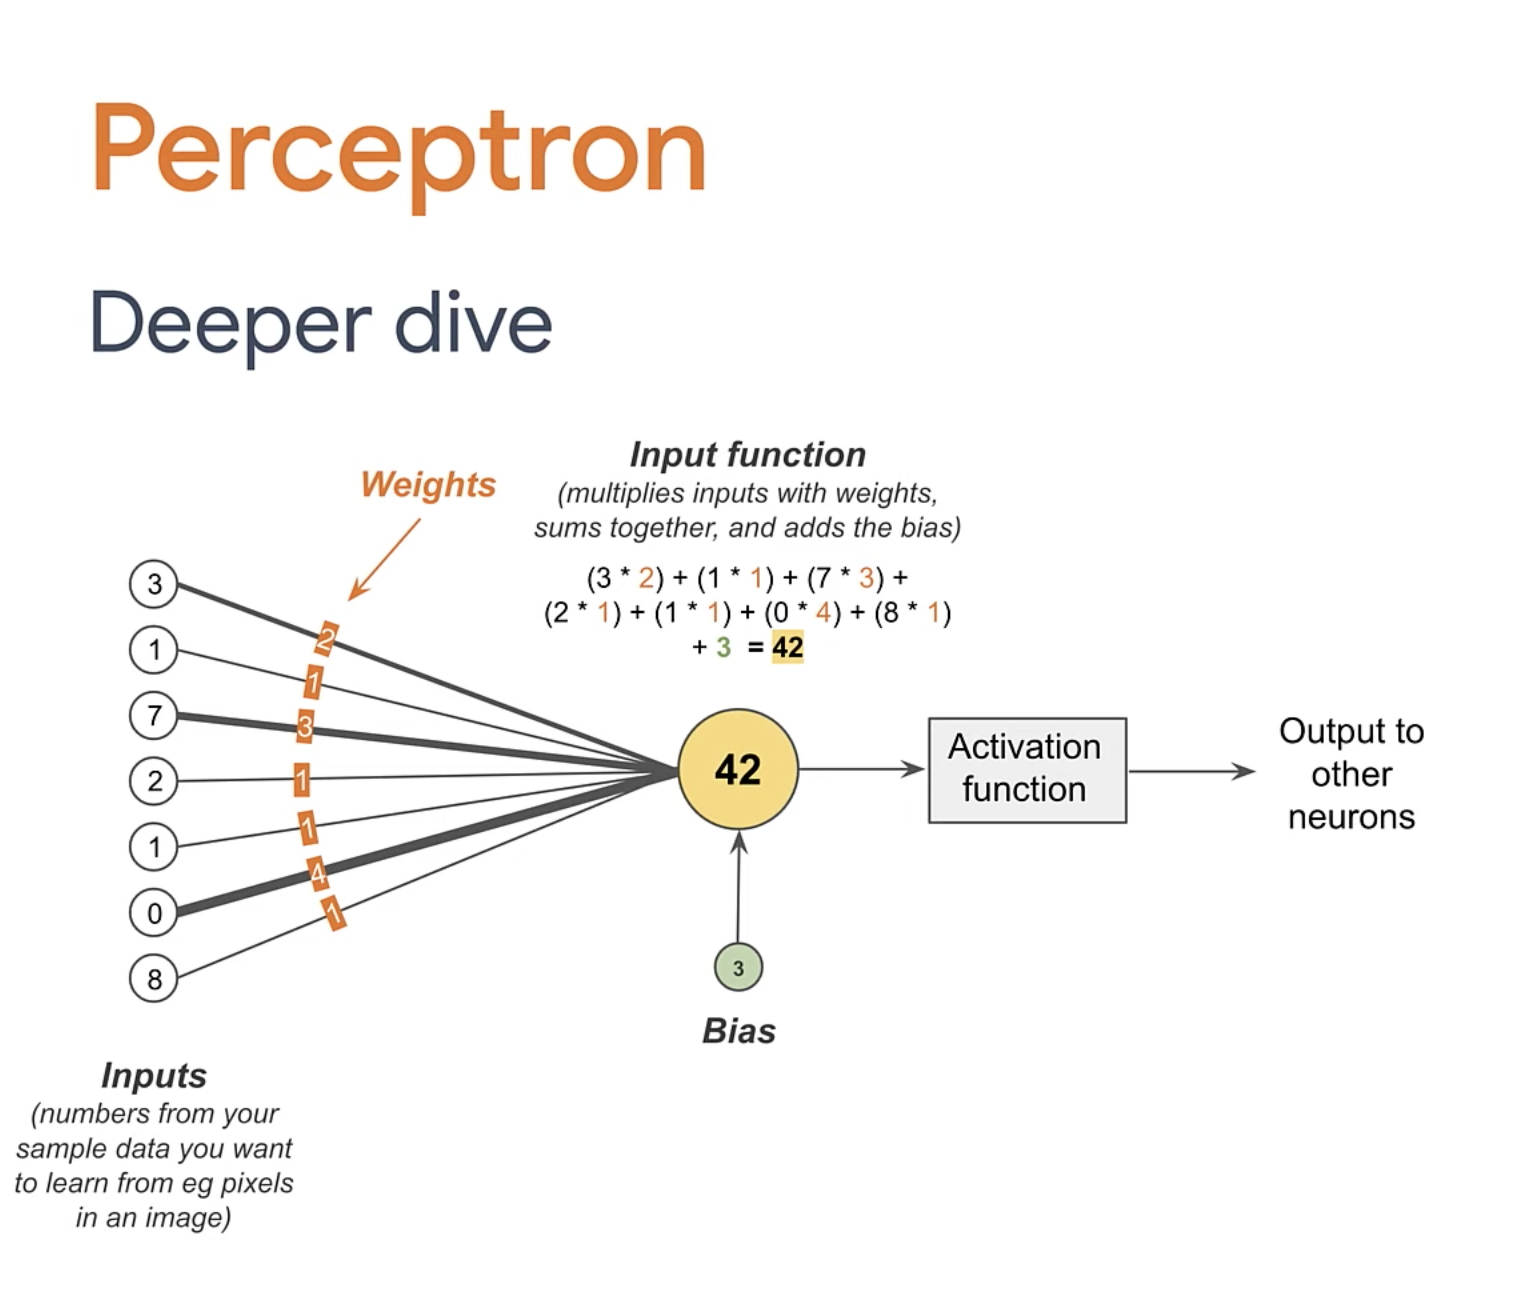 Perceptron
Deeper dive
Input function
(multiplies inputs with weights,
sums together, and adds the bias)
(3 * 2) + (1 * 1) + (7 * 3) +
(2 * 1) + (1 * 1) + (0 * 4) + (8 * 1)
+ 3 = 42
Weights
3
1
7
2
1
0
8
2
1
3
1
1
4
1
42
Activation
function
Output to
other
neurons
3
Bias
Inputs
(numbers from your
sample data you want
to learn from eg pixels
in an image)